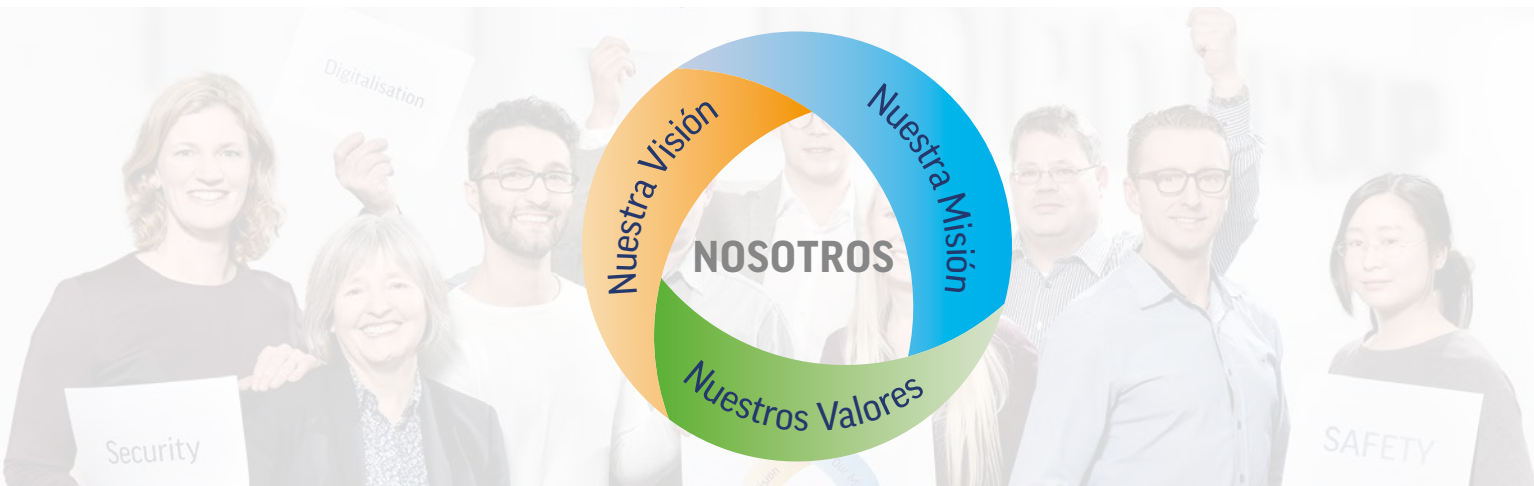 Digitalisation
Nuestra Visión
Nuestra Misión
NOSOTROS
Nuestros Valores
Security
SAFETY